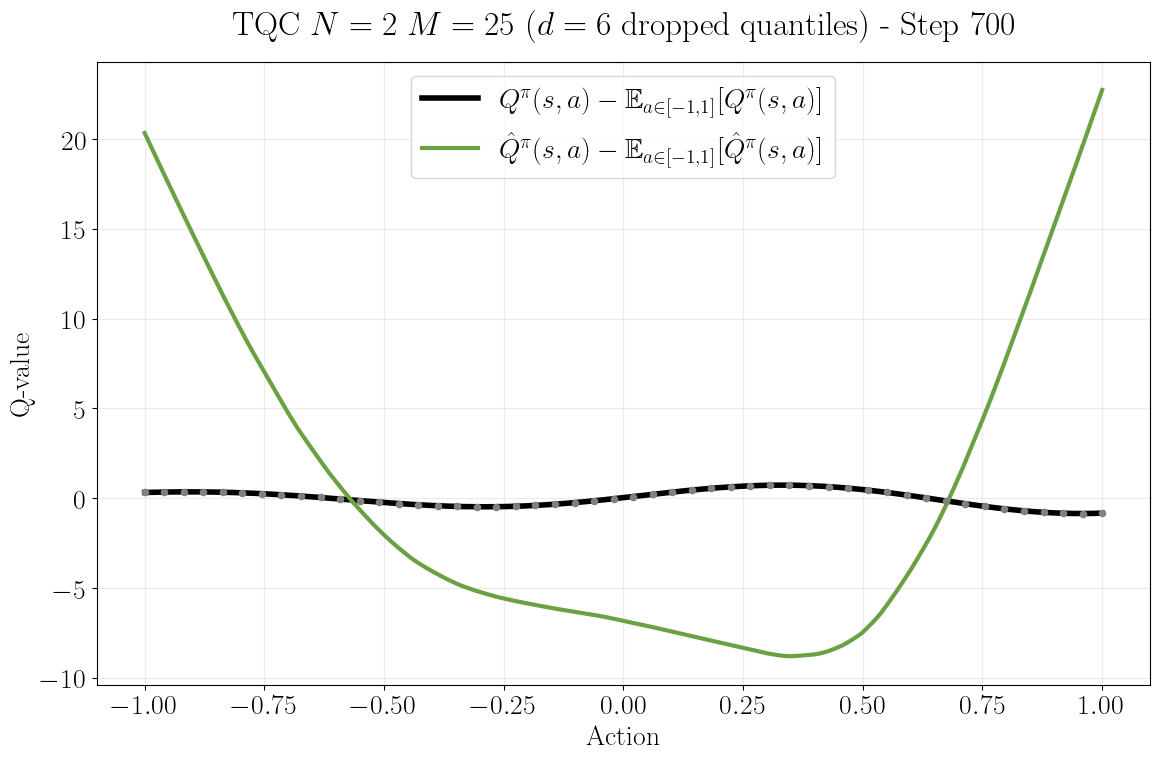 TQC N = 2 M = 25 (d = 6 dropped quantiles) - Step 700
Q^π(s, a) − 𝔼_{a∈[−1,1]}[Q^π(s, a)]
Q̂^π(s, a) − 𝔼_{a∈[−1,1]}[Q̂^π(s, a)]
Q-value
20
15
10
5
0
−5
−10
−1.00 −0.75 −0.50 −0.25 0.00 0.25 0.50 0.75 1.00
Action